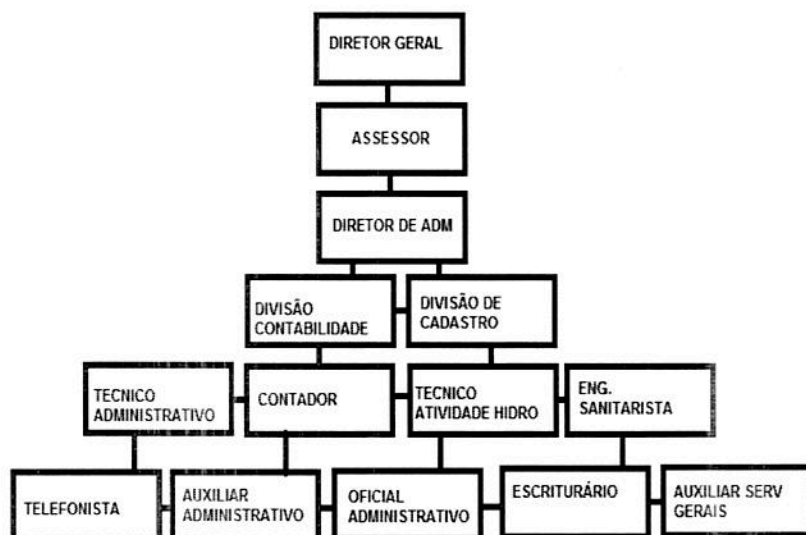 DIRETOR GERAL
ASSESSOR
DIRETOR DE ADM
DIVISÃO
CONTABILIDADE
DIVISÃO DE
CADASTRO
TECNICO
ADMINISTRATIVO
CONTADOR
TECNICO
ATIVIDADE HIDRO
ENG.
SANITARISTA
TELEFONISTA
AUXILIAR
ADMINISTRATIVO
OFICIAL
ADMINISTRATIVO
ESCRITURÁRIO
AUXILIAR SERV
GERAIS